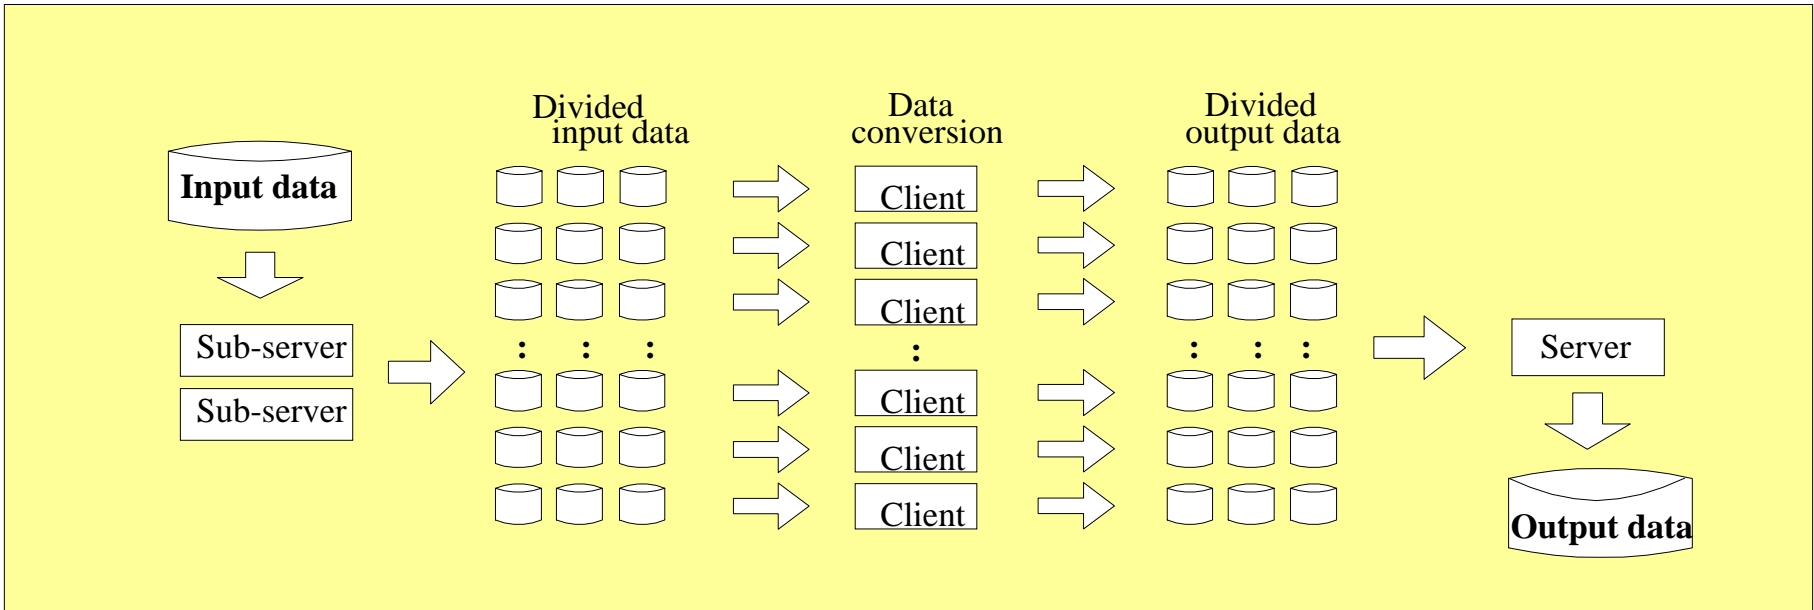 Input data
Sub-server
Sub-server
Divided
input data
:
:
:
Data
conversion
Client
Client
Client
:
Client
Client
Client
Divided
output data
:
:
:
Server
Output data